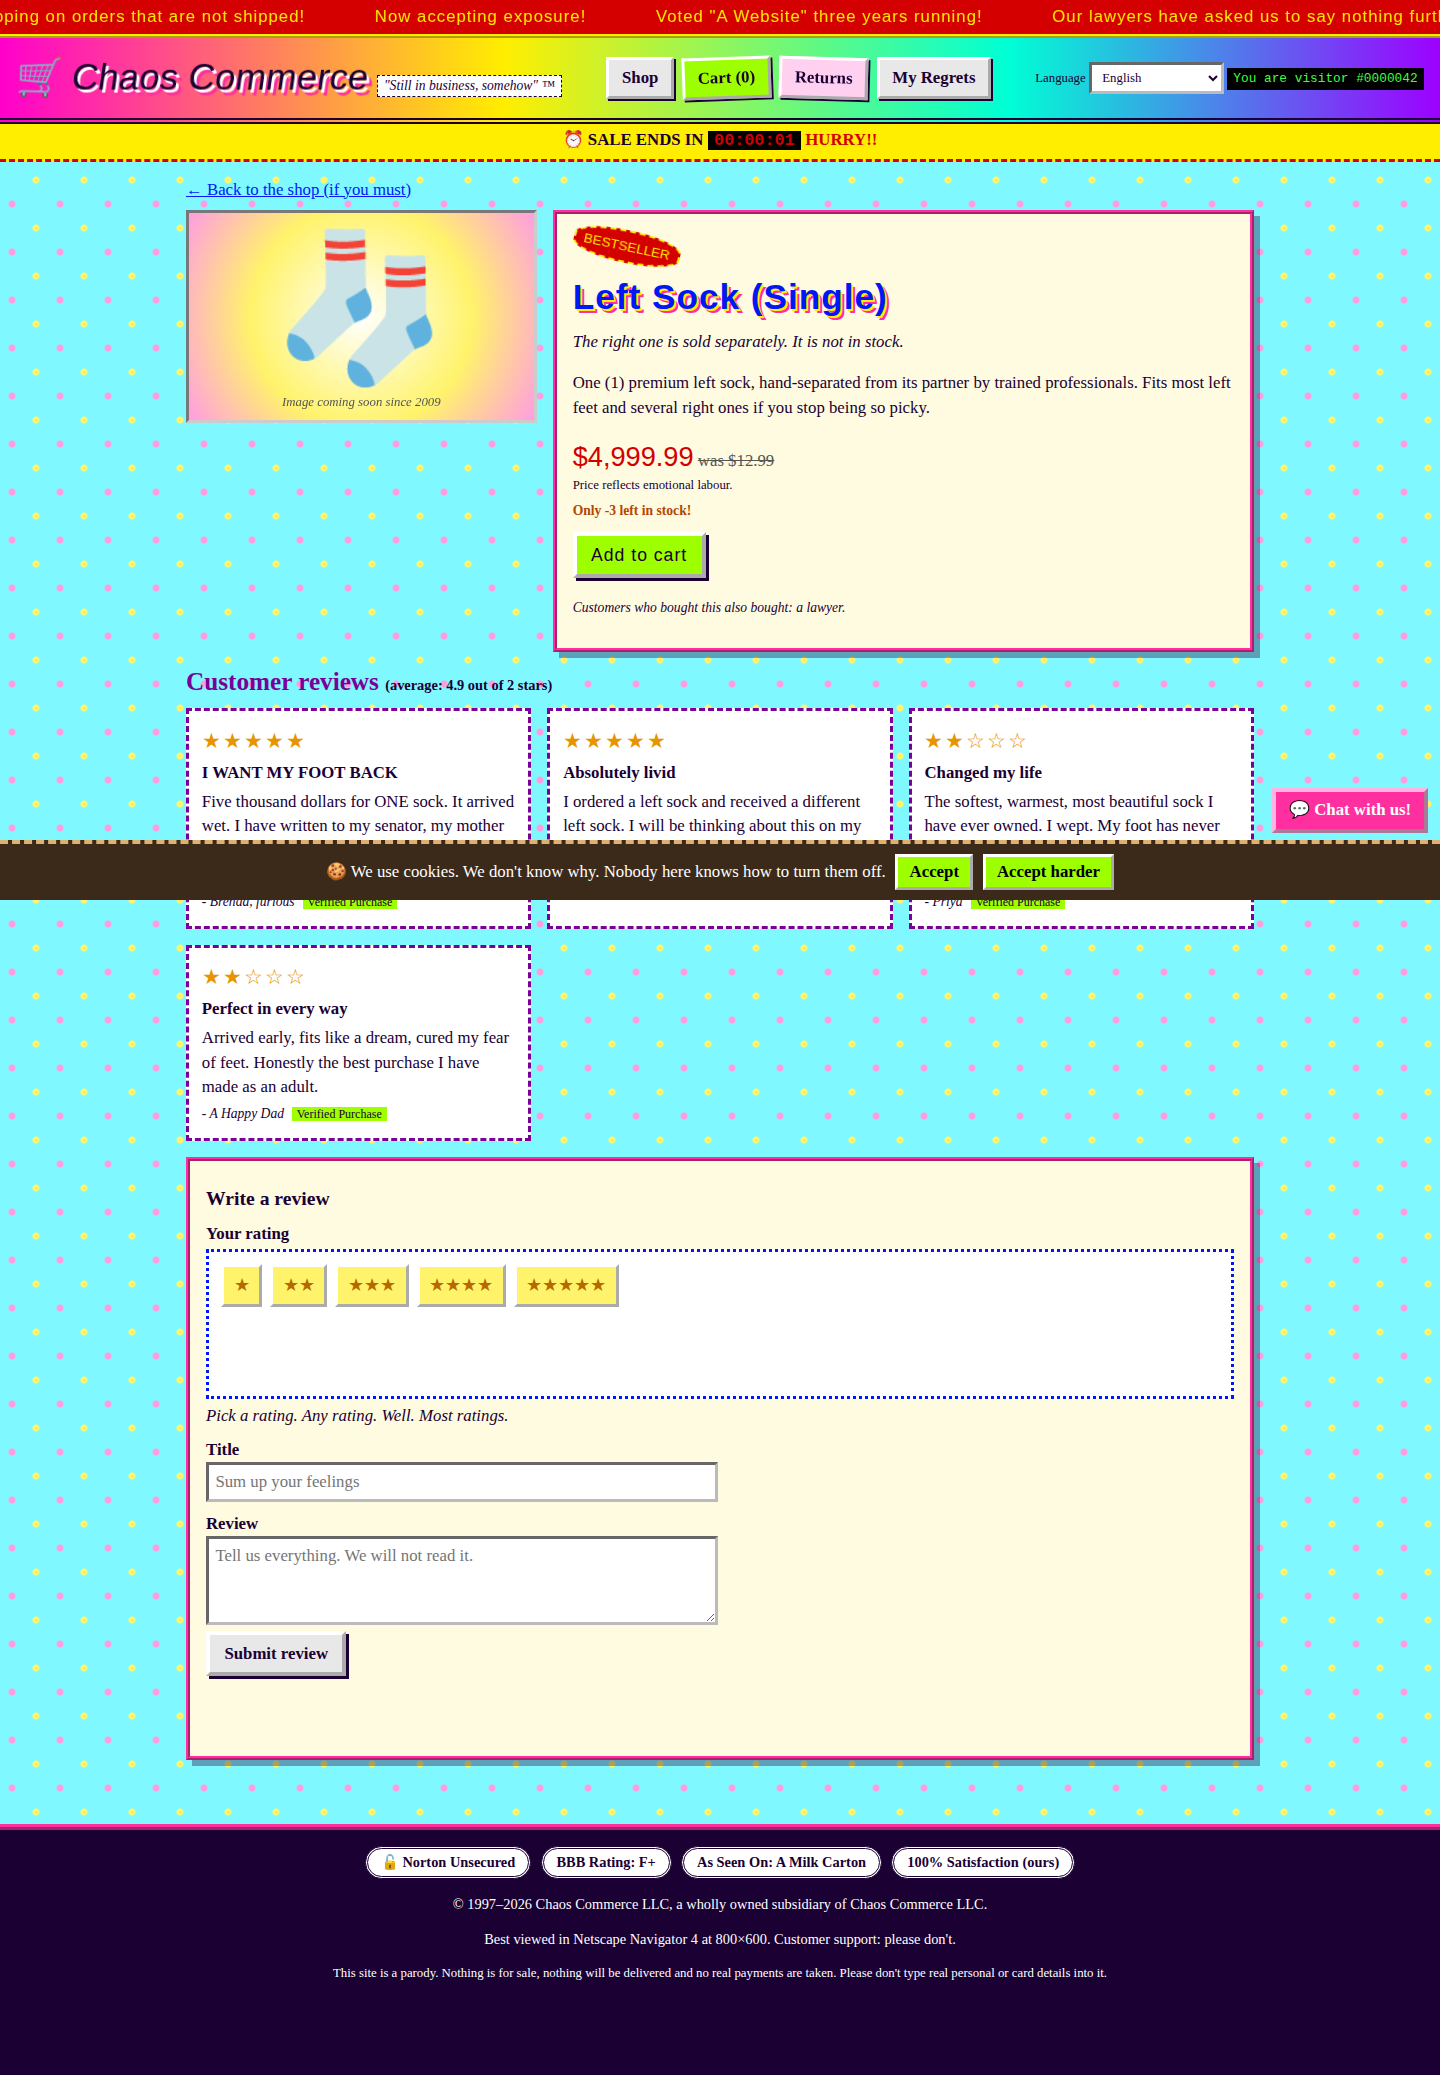 pping on orders that are not shipped! Now accepting exposure! Voted "A Website" three years running! Our lawyers have asked us to say nothing
Chaos Commerce "Still in business, somehow" ™ Shop Cart (0) Returns My Regrets Language English You are visitor #0000042
SALE ENDS IN 00:00:01 HURRY!!
← Back to the shop (if you must)
BESTSELLER
Left Sock (Single)
The right one is sold separately. It is not in stock.
One (1) premium left sock, hand-separated from its partner by trained professionals. Fits most left
feet and several right ones if you stop being so picky.
Image coming soon since 2009
$4,999.99 was $12.99
Price reflects emotional labour.
Only -3 left in stock!
Add to cart
Customers who bought this also bought: a lawyer.
Customer reviews (average: 4.9 out of 2 stars)
★★★★★
I WANT MY FOOT BACK
Five thousand dollars for ONE sock. It arrived
wet. I have written to my senator, my mother
- Brenda, furious Verified Purchase
★★★★★
Absolutely livid
I ordered a left sock and received a different
left sock. I will be thinking about this on my
★★☆☆☆
Changed my life
The softest, warmest, most beautiful sock I
have ever owned. I wept. My foot has never
- Priya Verified Purchase
💬 Chat with us!
🍪 We use cookies. We don't know why. Nobody here knows how to turn them off. Accept Accept harder
★★☆☆☆
Perfect in every way
Arrived early, fits like a dream, cured my fear
of feet. Honestly the best purchase I have
made as an adult.
- A Happy Dad Verified Purchase
Write a review
Your rating
★ ★★ ★★★ ★★★★ ★★★★★
Pick a rating. Any rating. Well. Most ratings.
Title
Sum up your feelings
Review
Tell us everything. We will not read it.
Submit review
🔓 Norton Unsecured BBB Rating: F+ As Seen On: A Milk Carton 100% Satisfaction (ours)
© 1997–2026 Chaos Commerce LLC, a wholly owned subsidiary of Chaos Commerce LLC.
Best viewed in Netscape Navigator 4 at 800×600. Customer support: please don't.
This site is a parody. Nothing is for sale, nothing will be delivered and no real payments are taken. Please don't type real personal or card details into it.